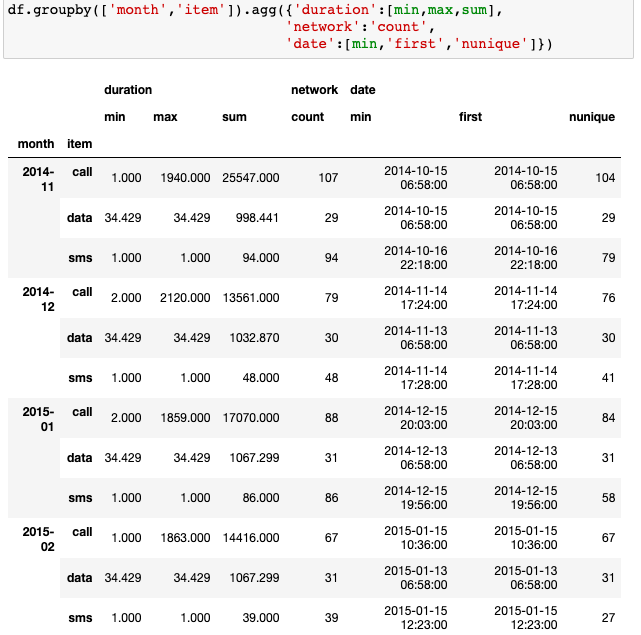 df.groupby(['month','item']).agg({'duration':[min,max,sum],
'network':'count',
'date':[min,'first','nunique']})
duration network date
min max sum count min first nunique
month item
2014-11 call 1.000 1940.000 25547.000 107 2014-10-15 06:58:00 2014-10-15 06:58:00 104
data 34.429 34.429 998.441 29 2014-10-15 06:58:00 2014-10-15 06:58:00 29
sms 1.000 1.000 94.000 94 2014-10-16 22:18:00 2014-10-16 22:18:00 79
2014-12 call 2.000 2120.000 13561.000 79 2014-11-14 17:24:00 2014-11-14 17:24:00 76
data 34.429 34.429 1032.870 30 2014-11-13 06:58:00 2014-11-13 06:58:00 30
sms 1.000 1.000 48.000 48 2014-11-14 17:28:00 2014-11-14 17:28:00 41
2015-01 call 2.000 1859.000 17070.000 88 2014-12-15 20:03:00 2014-12-15 20:03:00 84
data 34.429 34.429 1067.299 31 2014-12-13 06:58:00 2014-12-13 06:58:00 31
sms 1.000 1.000 86.000 86 2014-12-15 19:56:00 2014-12-15 19:56:00 58
2015-02 call 1.000 1863.000 14416.000 67 2015-01-15 10:36:00 2015-01-15 10:36:00 67
data 34.429 34.429 1067.299 31 2015-01-13 06:58:00 2015-01-13 06:58:00 31
sms 1.000 1.000 39.000 39 2015-01-15 12:23:00 2015-01-15 12:23:00 27